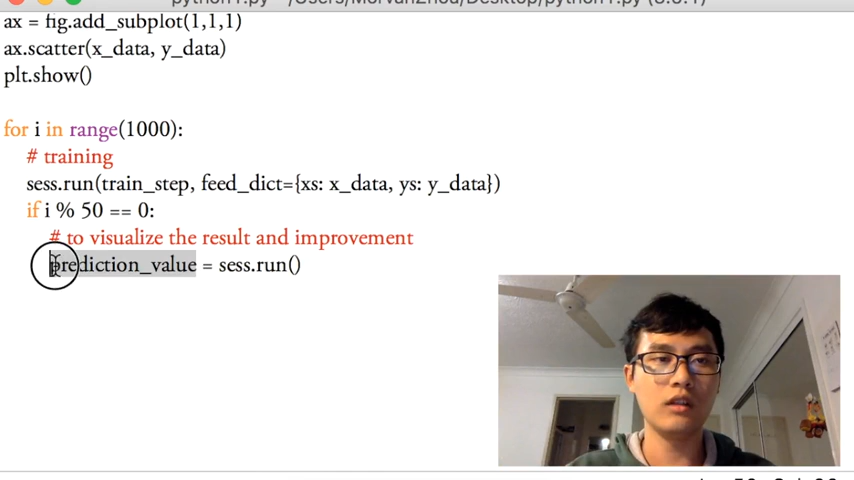 ax = fig.add_subplot(1,1,1)
ax.scatter(x_data, y_data)
plt.show()
for i in range(1000):
# training
sess.run(train_step, feed_dict={xs: x_data, ys: y_data})
if i % 50 == 0:
# to visualize the result and improvement
prediction_value = sess.run()